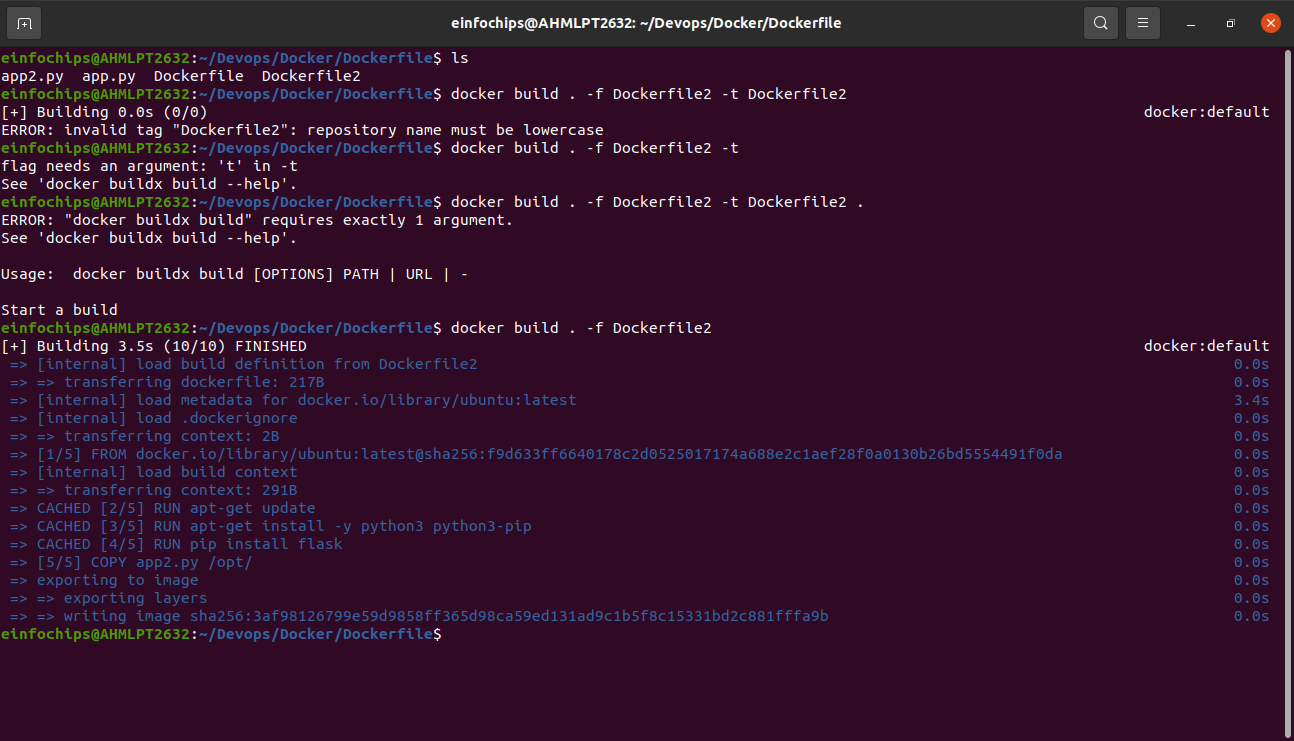 einfochips@AHMLPT2632: ~/Devops/Docker/Dockerfile
einfochips@AHMLPT2632:~/Devops/Docker/Dockerfile$ ls
app2.py  app.py  Dockerfile  Dockerfile2
einfochips@AHMLPT2632:~/Devops/Docker/Dockerfile$ docker build . -f Dockerfile2 -t Dockerfile2
[+] Building 0.0s (0/0) docker:default
ERROR: invalid tag "Dockerfile2": repository name must be lowercase
einfochips@AHMLPT2632:~/Devops/Docker/Dockerfile$ docker build . -f Dockerfile2 -t
flag needs an argument: 't' in -t
See 'docker buildx build --help'.
einfochips@AHMLPT2632:~/Devops/Docker/Dockerfile$ docker build . -f Dockerfile2 -t Dockerfile2 .
ERROR: "docker buildx build" requires exactly 1 argument.
See 'docker buildx build --help'.
Usage:  docker buildx build [OPTIONS] PATH | URL | -
Start a build
einfochips@AHMLPT2632:~/Devops/Docker/Dockerfile$ docker build . -f Dockerfile2
[+] Building 3.5s (10/10) FINISHED docker:default
=> [internal] load build definition from Dockerfile2 0.0s
=> => transferring dockerfile: 217B 0.0s
=> [internal] load metadata for docker.io/library/ubuntu:latest 3.4s
=> [internal] load .dockerignore 0.0s
=> => transferring context: 2B 0.0s
=> [1/5] FROM docker.io/library/ubuntu:latest@sha256:f9d633ff6640178c2d0525017174a688e2c1aef28f0a0130b26bd5554491f0da 0.0s
=> [internal] load build context 0.0s
=> => transferring context: 291B 0.0s
=> CACHED [2/5] RUN apt-get update 0.0s
=> CACHED [3/5] RUN apt-get install -y python3 python3-pip 0.0s
=> CACHED [4/5] RUN pip install flask 0.0s
=> [5/5] COPY app2.py /opt/ 0.0s
=> exporting to image 0.0s
=> => exporting layers 0.0s
=> => writing image sha256:3af98126799e59d9858ff365d98ca59ed131ad9c1b5f8c15331bd2c881fffa9b 0.0s
einfochips@AHMLPT2632:~/Devops/Docker/Dockerfile$